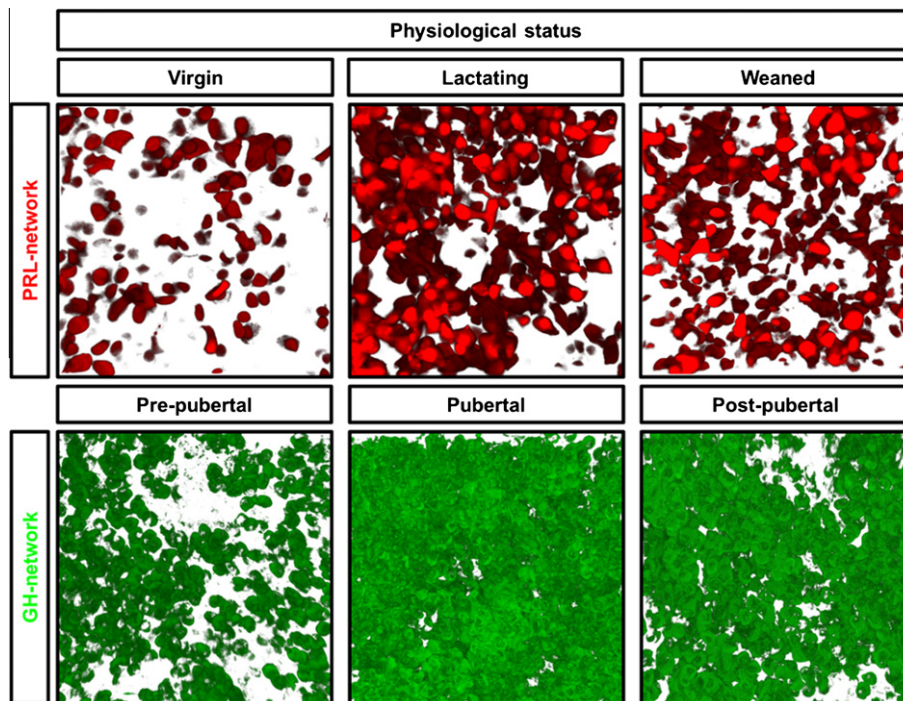 Physiological status
Virgin
Lactating
Weaned
PRL-network
Pre-pubertal
Pubertal
Post-pubertal
GH-network